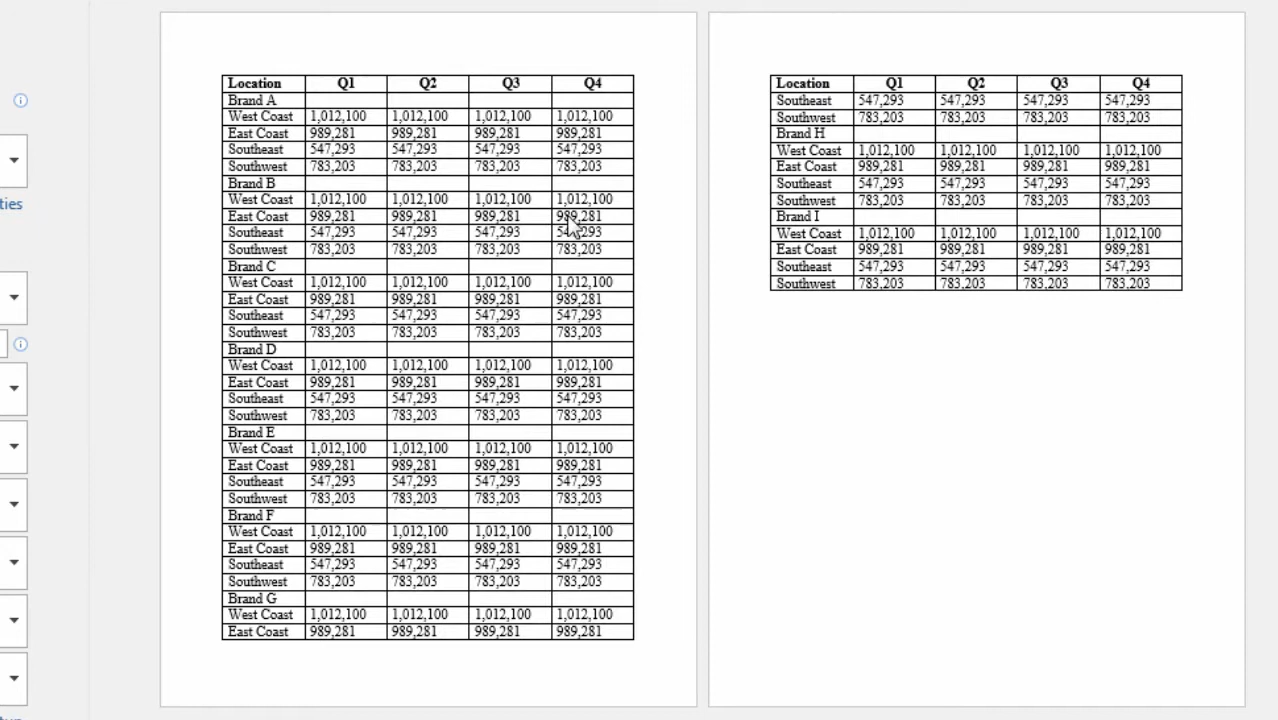 ties
Location Q1 Q2 Q3 Q4
Brand A
West Coast 1,012,100 1,012,100 1,012,100 1,012,100
East Coast 989,281 989,281 989,281 989,281
Southeast 547,293 547,293 547,293 547,293
Southwest 783,203 783,203 783,203 783,203
Brand B
West Coast 1,012,100 1,012,100 1,012,100 1,012,100
East Coast 989,281 989,281 989,281 989,281
Southeast 547,293 547,293 547,293 547,293
Southwest 783,203 783,203 783,203 783,203
Brand C
West Coast 1,012,100 1,012,100 1,012,100 1,012,100
East Coast 989,281 989,281 989,281 989,281
Southeast 547,293 547,293 547,293 547,293
Southwest 783,203 783,203 783,203 783,203
Brand D
West Coast 1,012,100 1,012,100 1,012,100 1,012,100
East Coast 989,281 989,281 989,281 989,281
Southeast 547,293 547,293 547,293 547,293
Southwest 783,203 783,203 783,203 783,203
Brand E
West Coast 1,012,100 1,012,100 1,012,100 1,012,100
East Coast 989,281 989,281 989,281 989,281
Southeast 547,293 547,293 547,293 547,293
Southwest 783,203 783,203 783,203 783,203
Brand F
West Coast 1,012,100 1,012,100 1,012,100 1,012,100
East Coast 989,281 989,281 989,281 989,281
Southeast 547,293 547,293 547,293 547,293
Southwest 783,203 783,203 783,203 783,203
Brand G
West Coast 1,012,100 1,012,100 1,012,100 1,012,100
East Coast 989,281 989,281 989,281 989,281
Location Q1 Q2 Q3 Q4
Southeast 547,293 547,293 547,293 547,293
Southwest 783,203 783,203 783,203 783,203
Brand H
West Coast 1,012,100 1,012,100 1,012,100 1,012,100
East Coast 989,281 989,281 989,281 989,281
Southeast 547,293 547,293 547,293 547,293
Southwest 783,203 783,203 783,203 783,203
Brand I
West Coast 1,012,100 1,012,100 1,012,100 1,012,100
East Coast 989,281 989,281 989,281 989,281
Southeast 547,293 547,293 547,293 547,293
Southwest 783,203 783,203 783,203 783,203